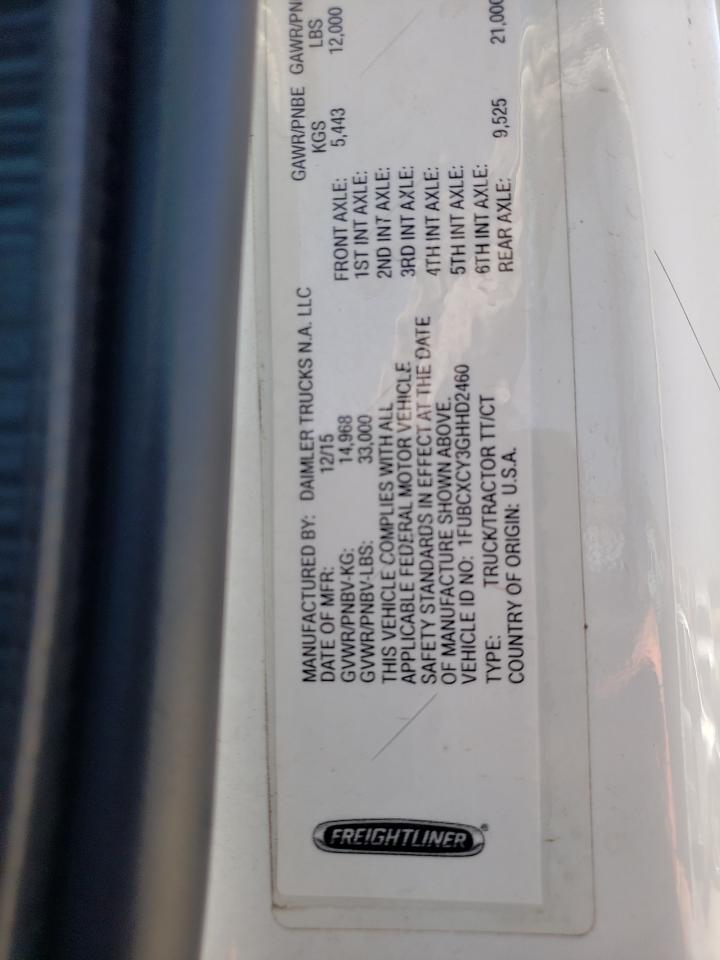 FREIGHTLINER®
MANUFACTURED BY: DAIMLER TRUCKS N.A. LLC
DATE OF MFR: 12/15
GVWR/PNBV-KG: 14,968
GVWR/PNBV-LBS: 33,000
THIS VEHICLE COMPLIES WITH ALL
APPLICABLE FEDERAL MOTOR VEHICLE
SAFETY STANDARDS IN EFFECT AT THE DATE
OF MANUFACTURE SHOWN ABOVE.
VEHICLE ID NO: 1FUBCXCY3GHHD2460
TYPE: TRUCK/TRACTOR TT/CT
COUNTRY OF ORIGIN: U.S.A.
GAWR/PNBE GAWR/PN
KGS LBS
FRONT AXLE: 5,443 12,000
1ST INT AXLE:
2ND INT AXLE:
3RD INT AXLE:
4TH INT AXLE:
5TH INT AXLE:
6TH INT AXLE:
REAR AXLE: 9,525 21,000